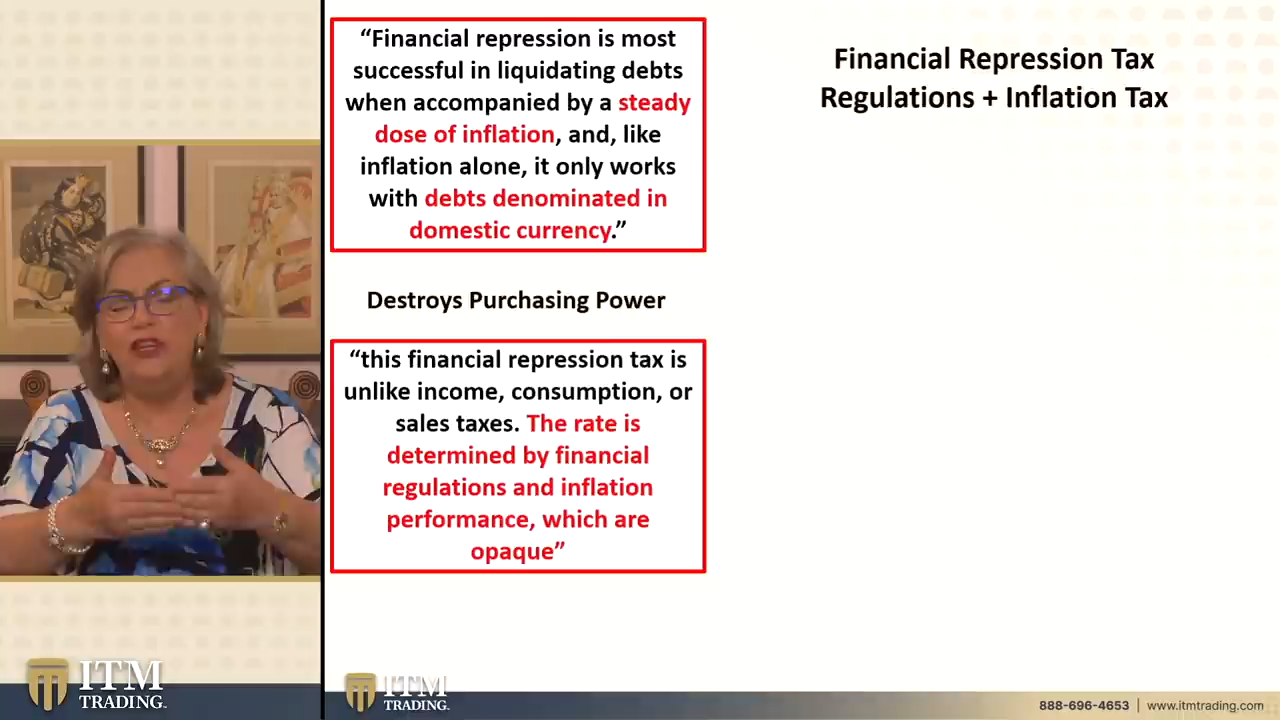 “Financial repression is most
successful in liquidating debts
when accompanied by a steady
dose of inflation, and, like
inflation alone, it only works
with debts denominated in
domestic currency.”
Destroys Purchasing Power
“this financial repression tax is
unlike income, consumption, or
sales taxes. The rate is
determined by financial
regulations and inflation
performance, which are
opaque”
Financial Repression Tax
Regulations + Inflation Tax
ITM
TRADING.
ITM
TRADING.
888-696-4653 | www.itmtrading.com